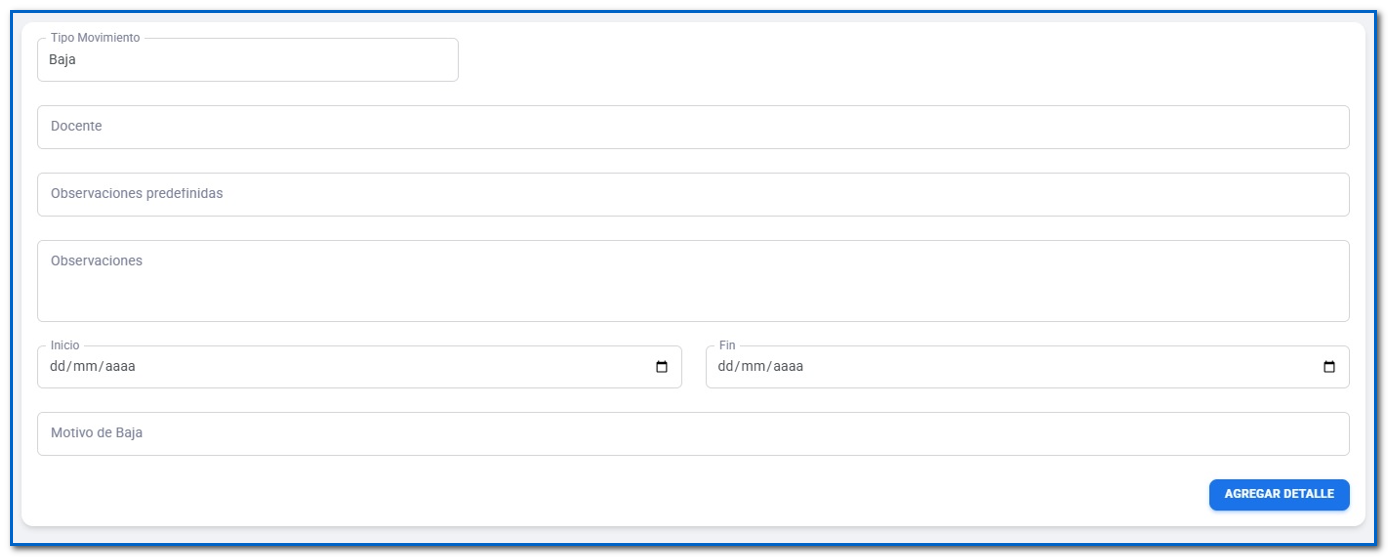 Tipo Movimiento
Baja
Docente
Observaciones predefinidas
Observaciones
Inicio
Fin
dd/mm/aaaa
dd/mm/aaaa
Motivo de Baja
AGREGAR DETALLE